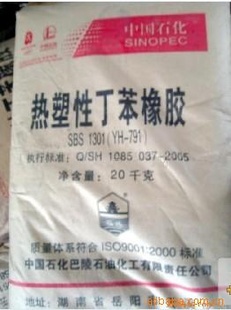 中国石化
SINOPEC
热塑性丁苯橡胶
SBS 1301(YH-791)
执行标准：Q/SH 1085 037-2005
净含量：20千克
质量体系符合ISO9001:2000标准
中国石化巴陵石油化工有限责任公司
地址：湖南省岳阳